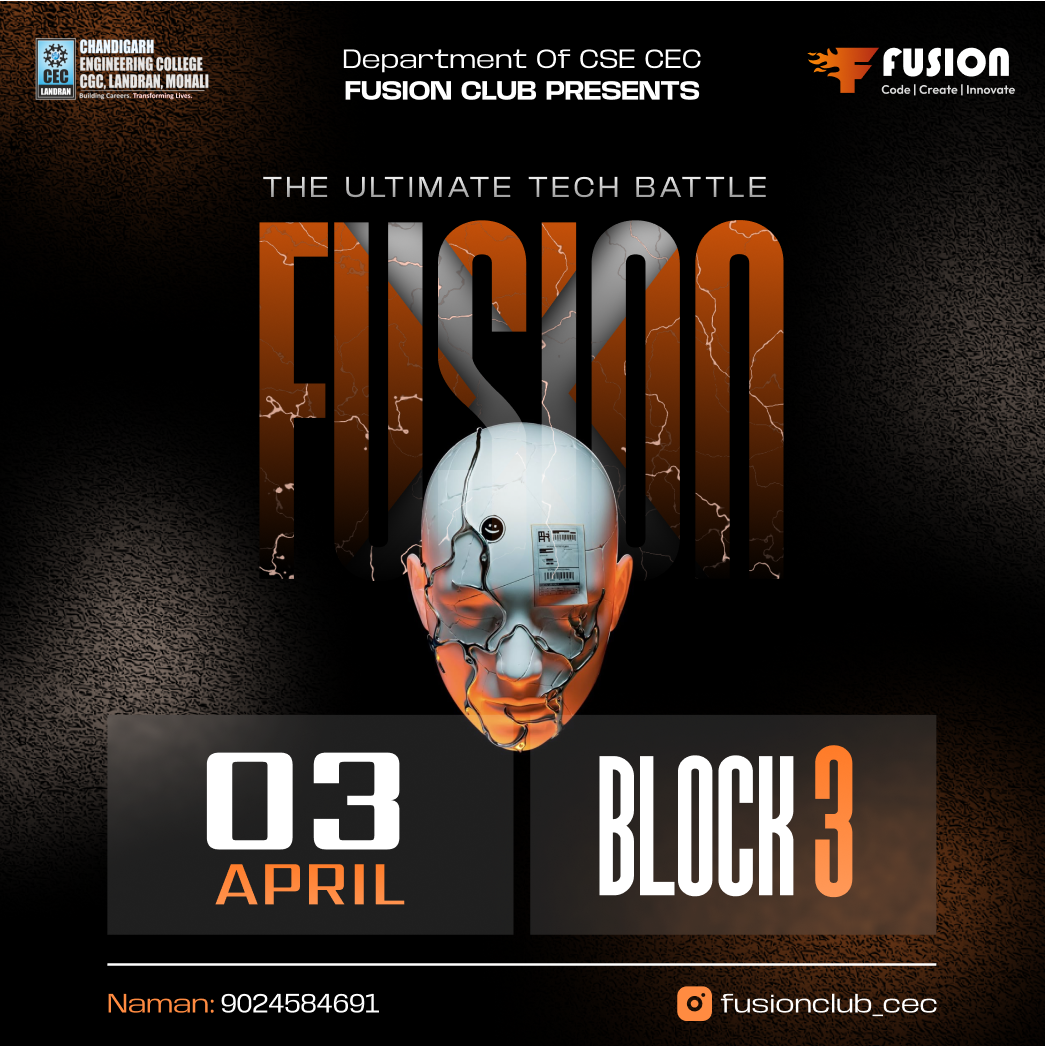 CHANDIGARH
ENGINEERING COLLEGE
CGC, LANDRAN, MOHALI
Building Careers. Transforming Lives.
CEC
LANDRAN
Department Of CSE CEC
FUSION CLUB PRESENTS
FUSION
Code | Create | Innovate
THE ULTIMATE TECH BATTLE
FUSION
X
03
APRIL
BLOCK 3
Naman: 9024584691
fusionclub_cec